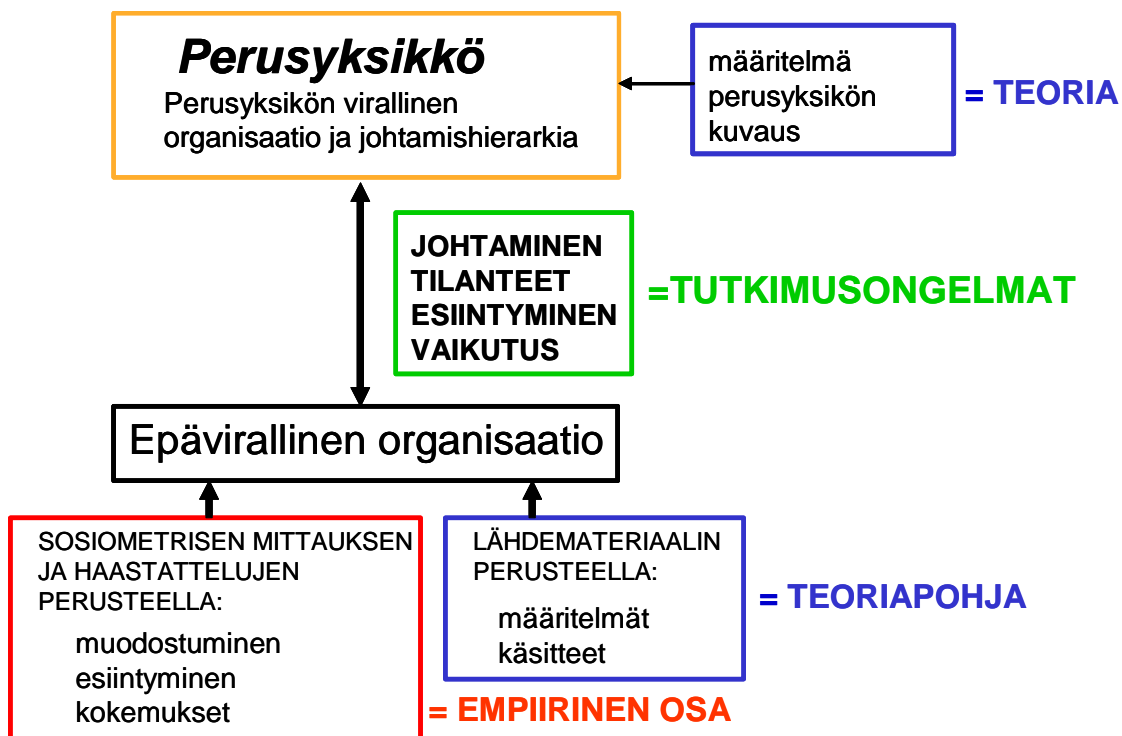 Perusyksikkö
Perusyksikön virallinen
organisaatio ja johtamishierarkia
määritelmä
perusyksikön
kuvaus
= TEORIA
JOHTAMINEN
TILANTEET
ESIINTYMINEN
VAIKUTUS
=TUTKIMUSONGELMAT
Epävirallinen organisaatio
SOSIOMETRISEN MITTAUKSEN
JA HAASTATTELUJEN
PERUSTEELLA:
muodostuminen
esiintyminen
kokemukset
= EMPIIRINEN OSA
LÄHDEMATERIAALIN
PERUSTEELLA:
määritelmät
käsitteet
= TEORIAPOHJA